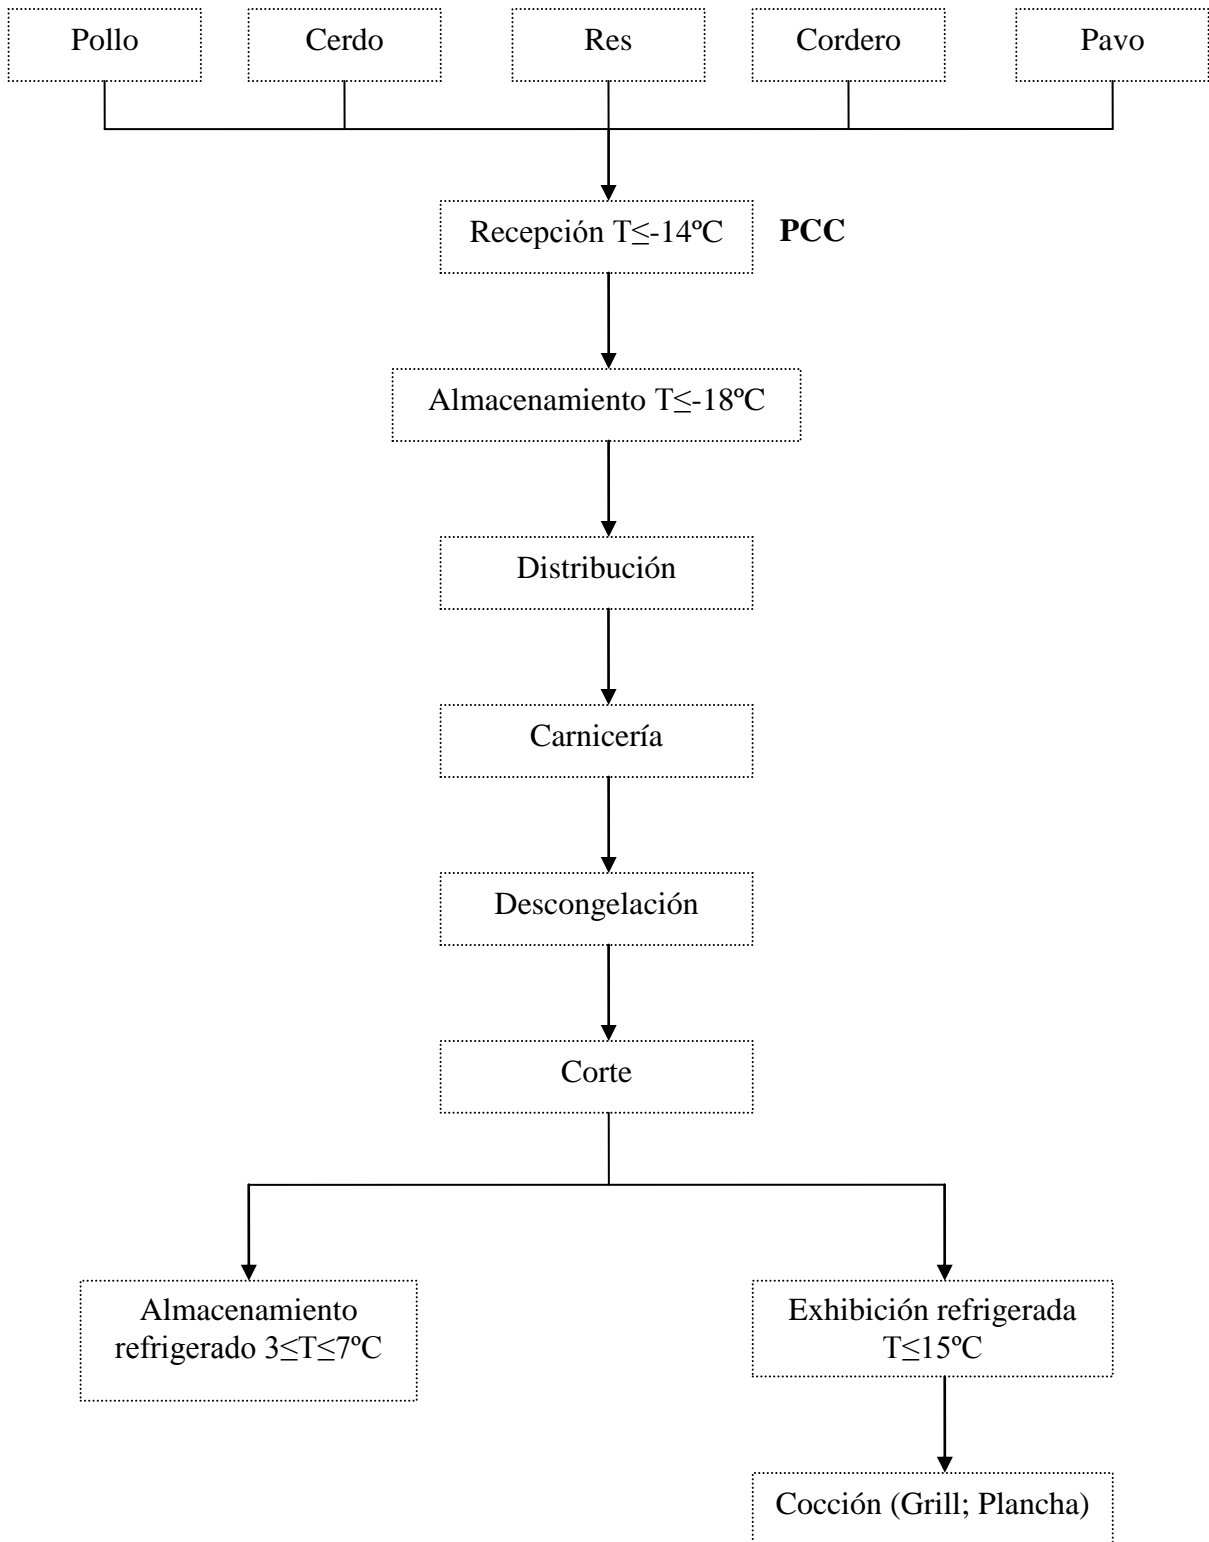 Pollo
Cerdo
Res
Cordero
Pavo
Recepción T≤-14ºC
PCC
Almacenamiento T≤-18ºC
Distribución
Carnicería
Descongelación
Corte
Almacenamiento
refrigerado 3≤T≤7ºC
Exhibición refrigerada
T≤15ºC
Cocción (Grill; Plancha)